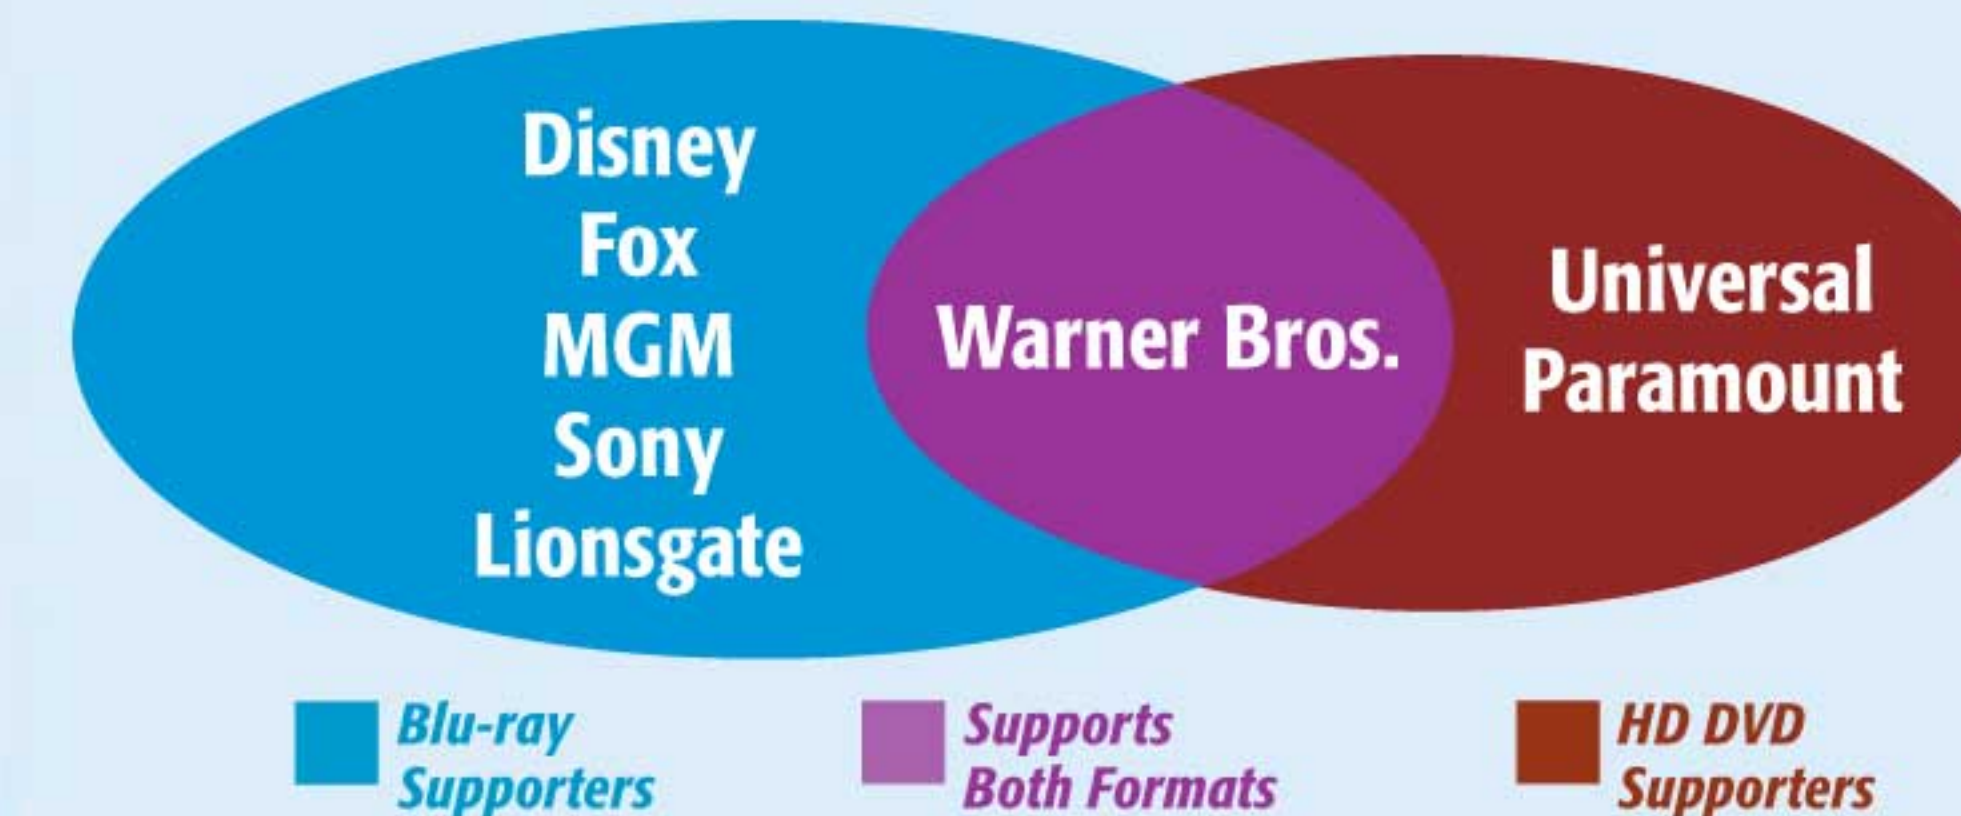 Disney
Fox
MGM
Sony
Lionsgate
Warner Bros.
Universal
Paramount
Blu-ray
Supporters
Supports
Both Formats
HD DVD
Supporters